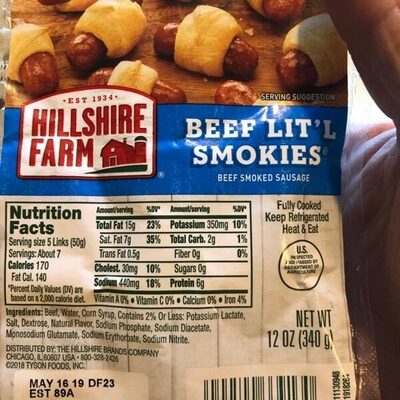 SERVING SUGGESTION
• EST 1934 •
HILLSHIRE
FARM
®
BEEF LIT'L
SMOKIES®
BEEF SMOKED SAUSAGE
Nutrition
Facts
Serving size 5 Links (50g)
Servings: About 7
Calories 170
Fat Cal. 140
*Percent Daily Values (DV) are
based on a 2,000 calorie diet.
Amount/serving %DV* Amount/serving %DV*
Total Fat 15g 23% Potassium 350mg 10%
Sat. Fat 7g 35% Total Carb. 2g 1%
Trans Fat 0.5g Fiber 0g 0%
Cholest. 30mg 10% Sugars 0g
Sodium 440mg 18% Protein 6g
Vitamin A 0% • Vitamin C 0% • Calcium 0% • Iron 4%
Fully Cooked
Keep Refrigerated
Heat & Eat
U.S.
INSPECTED
AND PASSED BY
DEPARTMENT OF
AGRICULTURE
Ingredients: Beef, Water, Corn Syrup, Contains 2% Or Less: Potassium Lactate,
Salt, Dextrose, Natural Flavor, Sodium Phosphate, Sodium Diacetate,
Monosodium Glutamate, Sodium Erythorbate, Sodium Nitrite.
DISTRIBUTED BY: THE HILLSHIRE BRANDS COMPANY
CHICAGO, IL 60607 USA • 800-328-2426
©2018 TYSON FOODS, INC.
NET WT
12 OZ (340 g)
MAY 16 19 DF23
EST 89A